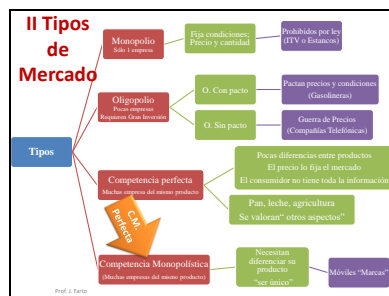 II Tipos
de
Mercado
Tipos
Monopolio
Sólo 1 empresa
Fija condiciones;
Precio y cantidad
Prohibidos por ley
(ITV o Estancos)
Oligopolio
Pocas empresas
Requieren Gran Inversión
O. Con pacto
Pactan precios y condiciones
(Gasolineras)
O. Sin pacto
Guerra de Precios
(Compañías Telefónicas)
Competencia perfecta
Muchas empresa del mismo producto
Pocas diferencias entre productos
El precio lo fija el mercado
El consumidor no tiene toda la información
Pan, leche, agricultura
Se valoran" otros aspectos"
C.M.
Perfecta
Competencia Monopolística
(Muchas empresas del mismo producto)
Necesitan
diferenciar su
producto
"ser único"
Móviles "Marcas"
Prof. J. Farto